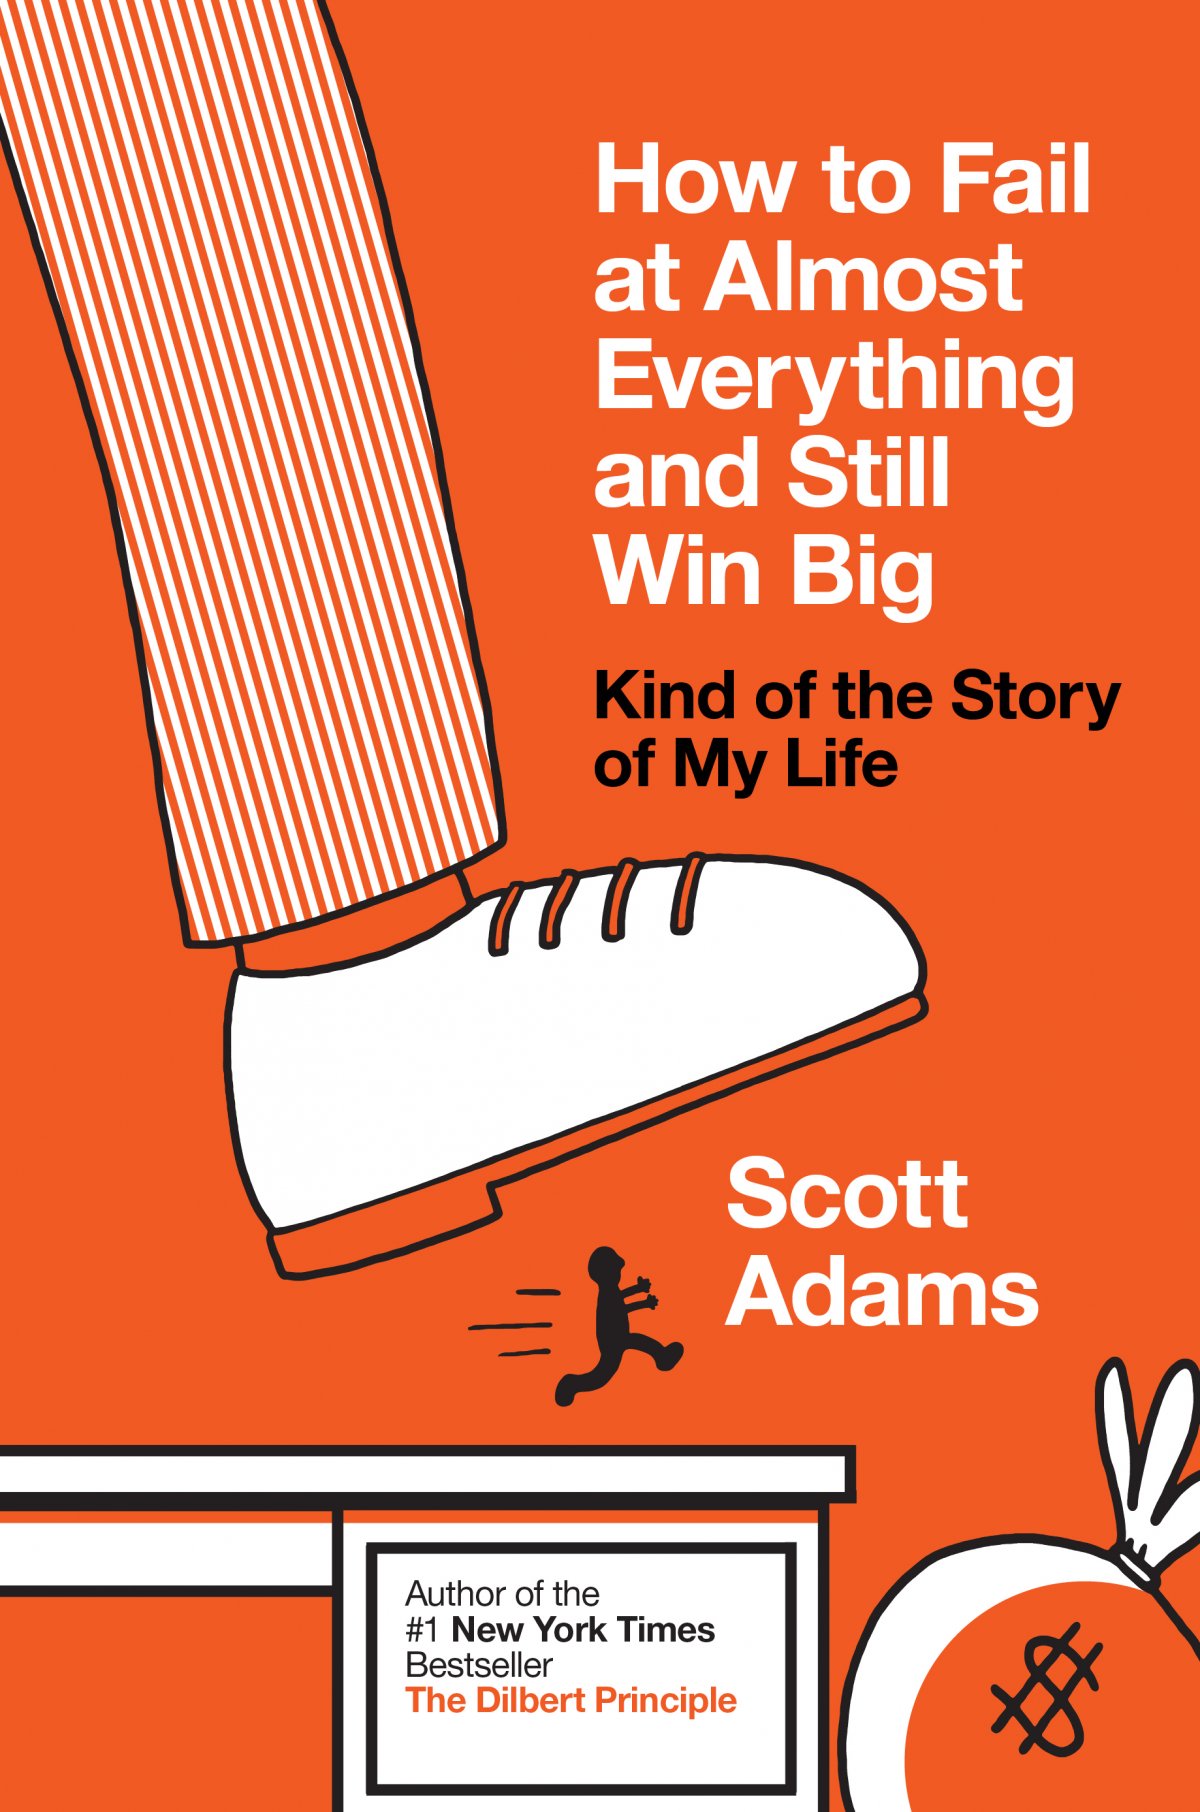 How to Fail
at Almost
Everything
and Still
Win Big
Kind of the Story
of My Life
Scott
Adams
Author of the
#1 New York Times
Bestseller
The Dilbert Principle
$